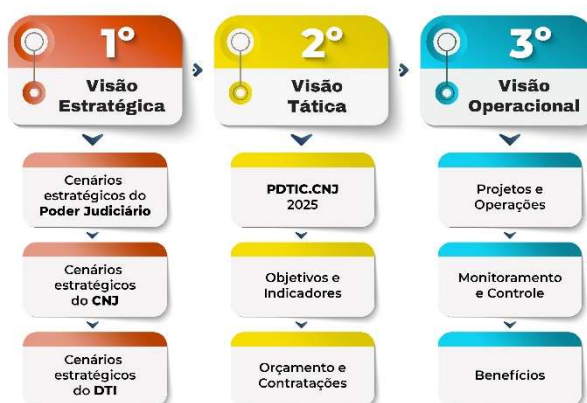 1º
Visão
Estratégica
Cenários
estratégicos do
Poder Judiciário
Cenários
estratégicos
do CNJ
Cenários
estratégicos
do DTI
2º
Visão
Tática
PDTIC.CNJ
2025
Objetivos e
Indicadores
Orçamento e
Contratações
3º
Visão
Operacional
Projetos e
Operações
Monitoramento
e Controle
Benefícios